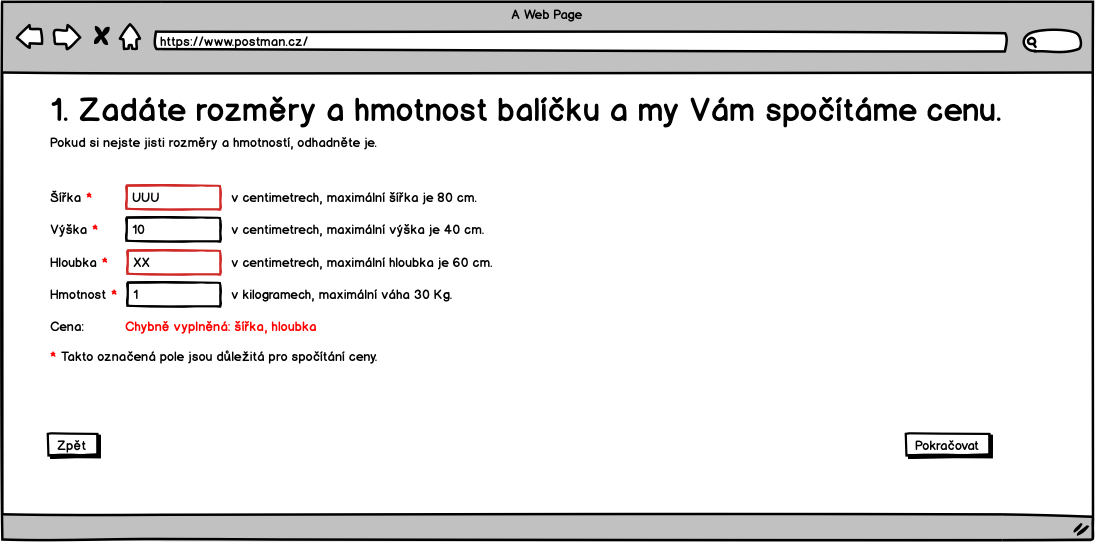 A Web Page
https://www.postman.cz/
1. Zadáte rozměry a hmotnost balíčku a my Vám spočítáme cenu.
Pokud si nejste jisti rozměry a hmotností, odhadněte je.
Šířka * UUU v centimetrech, maximální šířka je 80 cm.
Výška * 10 v centimetrech, maximální výška je 40 cm.
Hloubka * XX v centimetrech, maximální hloubka je 60 cm.
Hmotnost * 1 v kilogramech, maximální váha 30 Kg.
Cena: Chybně vyplněná: šířka, hloubka
* Takto označená pole jsou důležitá pro spočítání ceny.
Zpět Pokračovat